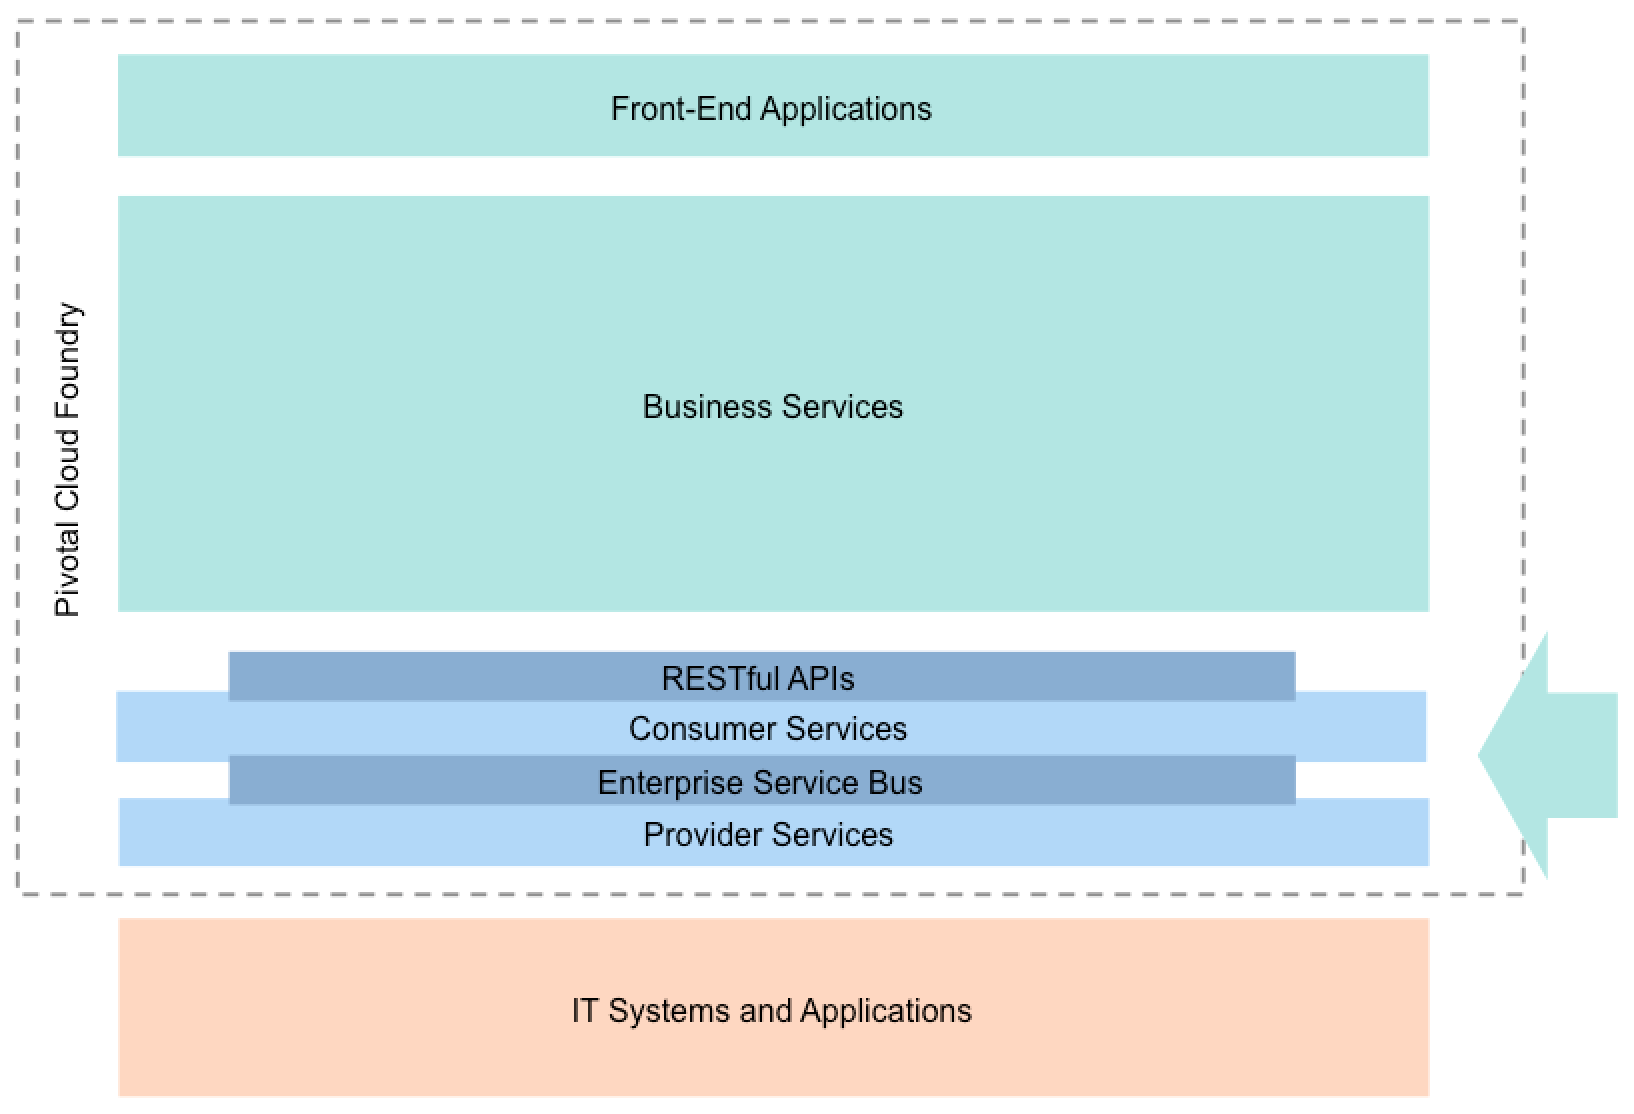 Front-End Applications
Business Services
Pivotal Cloud Foundry
RESTful APIs
Consumer Services
Enterprise Service Bus
Provider Services
IT Systems and Applications